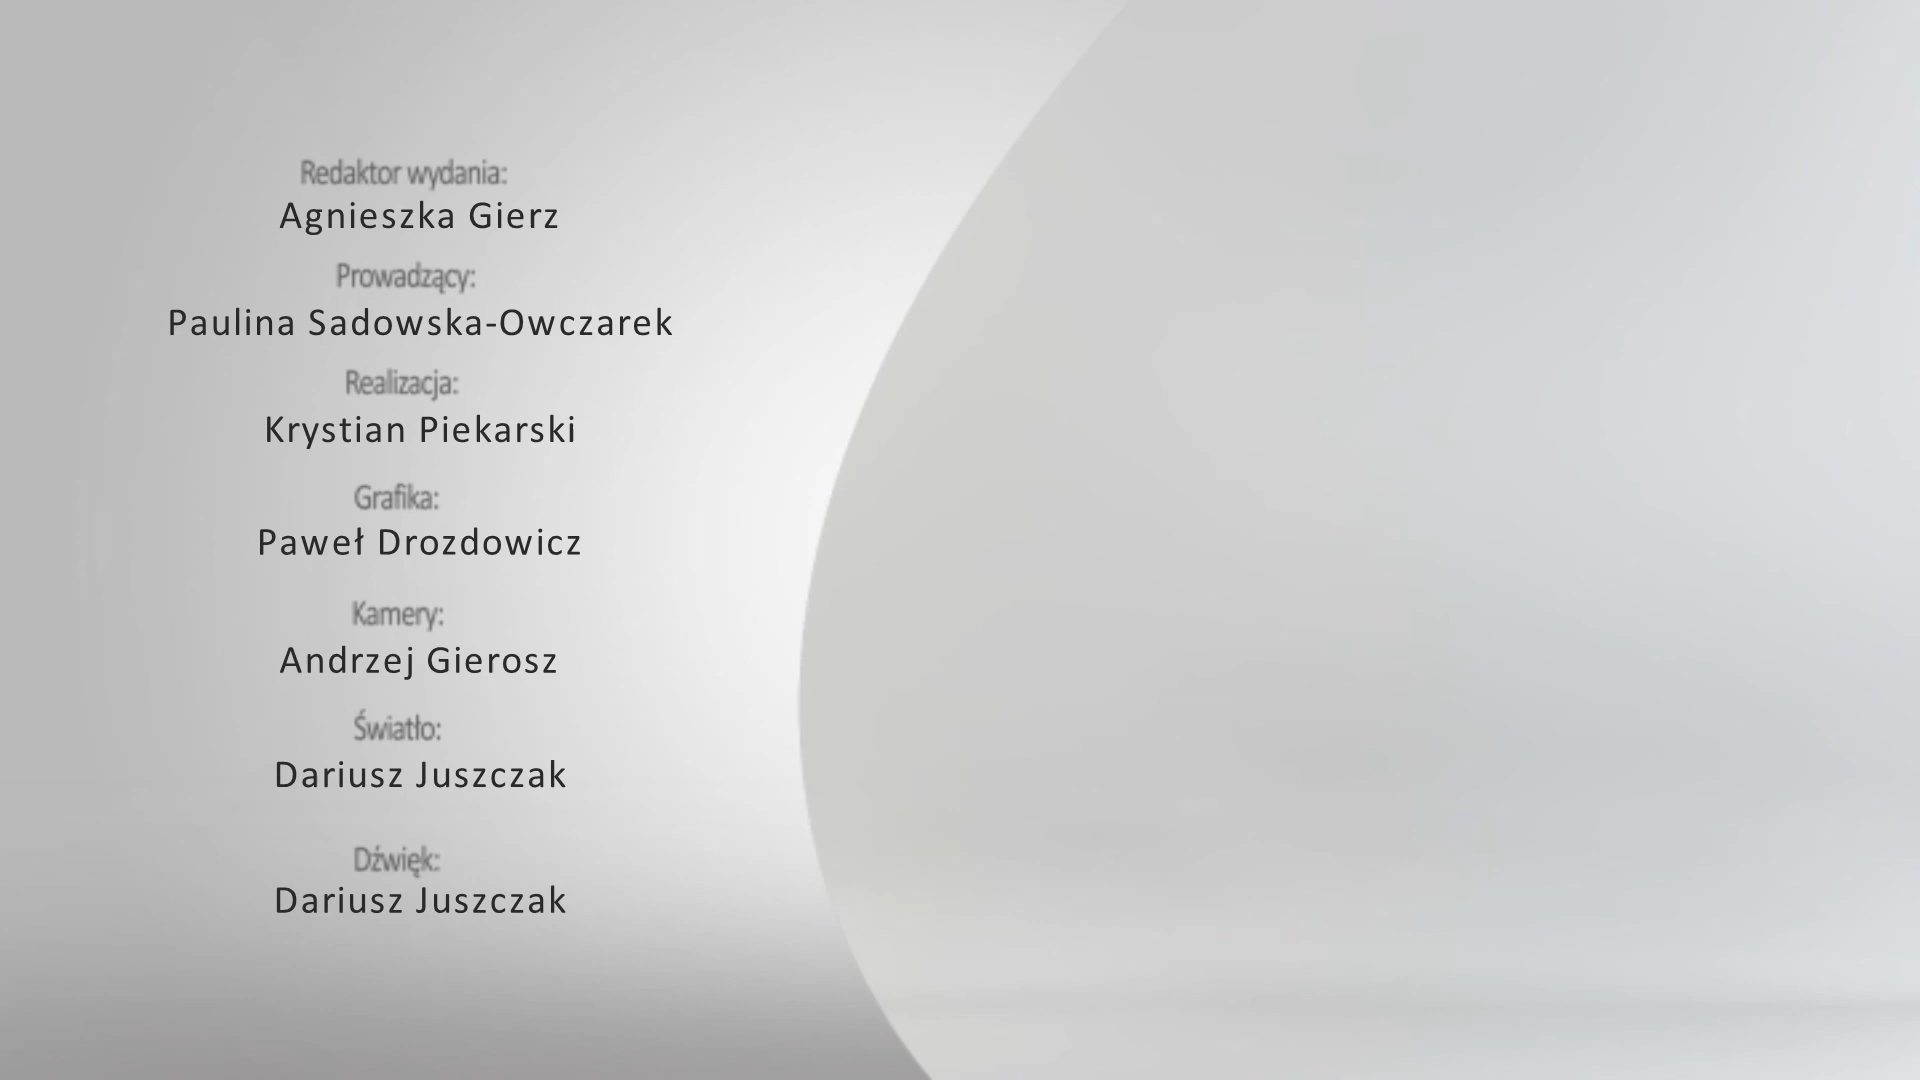 Redaktor wydania:
Agnieszka Gierz
Prowadzący:
Paulina Sadowska-Owczarek
Realizacja:
Krystian Piekarski
Grafika:
Paweł Drozdowicz
Kamery:
Andrzej Gierosz
Światło:
Dariusz Juszczak
Dźwięk:
Dariusz Juszczak